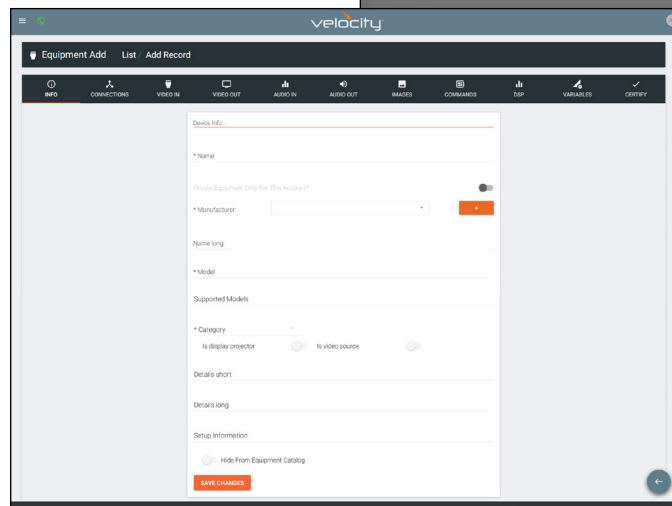 velocity
Equipment Add List / Add Record
INFO CONNECTIONS VIDEO IN VIDEO OUT AUDIO IN AUDIO OUT IMAGES COMMANDS DSP VARIABLES CERTIFY
Device Info :
* Name
Private Equipment Only For This Account?
* Manufacturer: +
Name long
* Model
Supported Models
* Category
Is display projector Is video source
Details short
Details long
Setup Information
Hide From Equipment Catalog
SAVE CHANGES